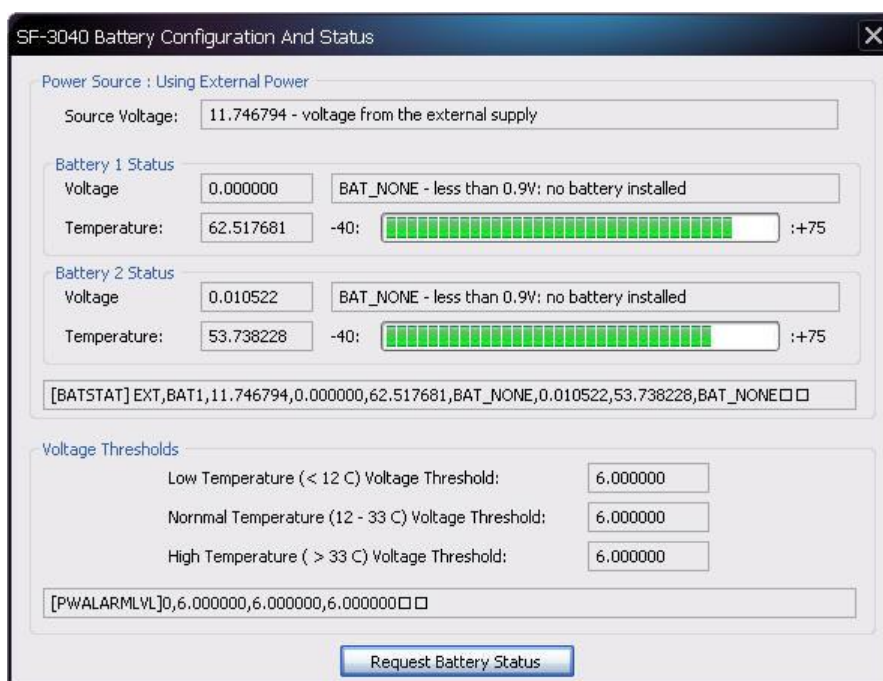 SF-3040 Battery Configuration And Status
Power Source : Using External Power
Source Voltage: 11.746794 - voltage from the external supply
Battery 1 Status
Voltage 0.000000 BAT_NONE - less than 0.9V: no battery installed
Temperature: 62.517681 -40: :+75
Battery 2 Status
Voltage 0.010522 BAT_NONE - less than 0.9V: no battery installed
Temperature: 53.738228 -40: :+75
[BATSTAT] EXT,BAT1,11.746794,0.000000,62.517681,BAT_NONE,0.010522,53.738228,BAT_NONE□□
Voltage Thresholds
Low Temperature (< 12 C) Voltage Threshold: 6.000000
Nornmal Temperature (12 - 33 C) Voltage Threshold: 6.000000
High Temperature ( > 33 C) Voltage Threshold: 6.000000
[PWALARMLVL]0,6.000000,6.000000,6.000000□□
Request Battery Status